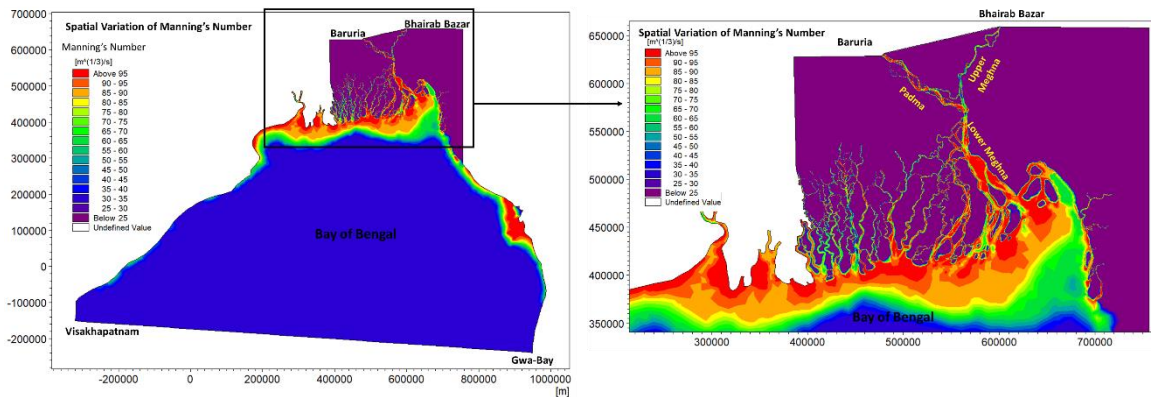 Spatial Variation of Manning's Number
Manning's Number
[m^(1/3)/s]
Above 95
90 - 95
85 - 90
80 - 85
75 - 80
70 - 75
65 - 70
60 - 65
55 - 60
50 - 55
45 - 50
40 - 45
35 - 40
30 - 35
25 - 30
Below 25
Undefined Value
Bhairab Bazar
Baruria
Bay of Bengal
Visakhapatnam
Gwa-Bay
700000
600000
500000
400000
300000
200000
100000
0
-100000
-200000
-200000 0 200000 400000 600000 800000 1000000
[m]
Bhairab Bazar
Spatial Variation of Manning's Number
[m^(1/3)/s]
Above 95
90 - 95
85 - 90
80 - 85
75 - 80
70 - 75
65 - 70
60 - 65
55 - 60
50 - 55
45 - 50
40 - 45
35 - 40
30 - 35
25 - 30
Below 25
Undefined Value
Baruria
Padma
Upper Meghna
Lower Meghna
Bay of Bengal
650000
600000
550000
500000
450000
400000
350000
300000 400000 500000 600000 700000